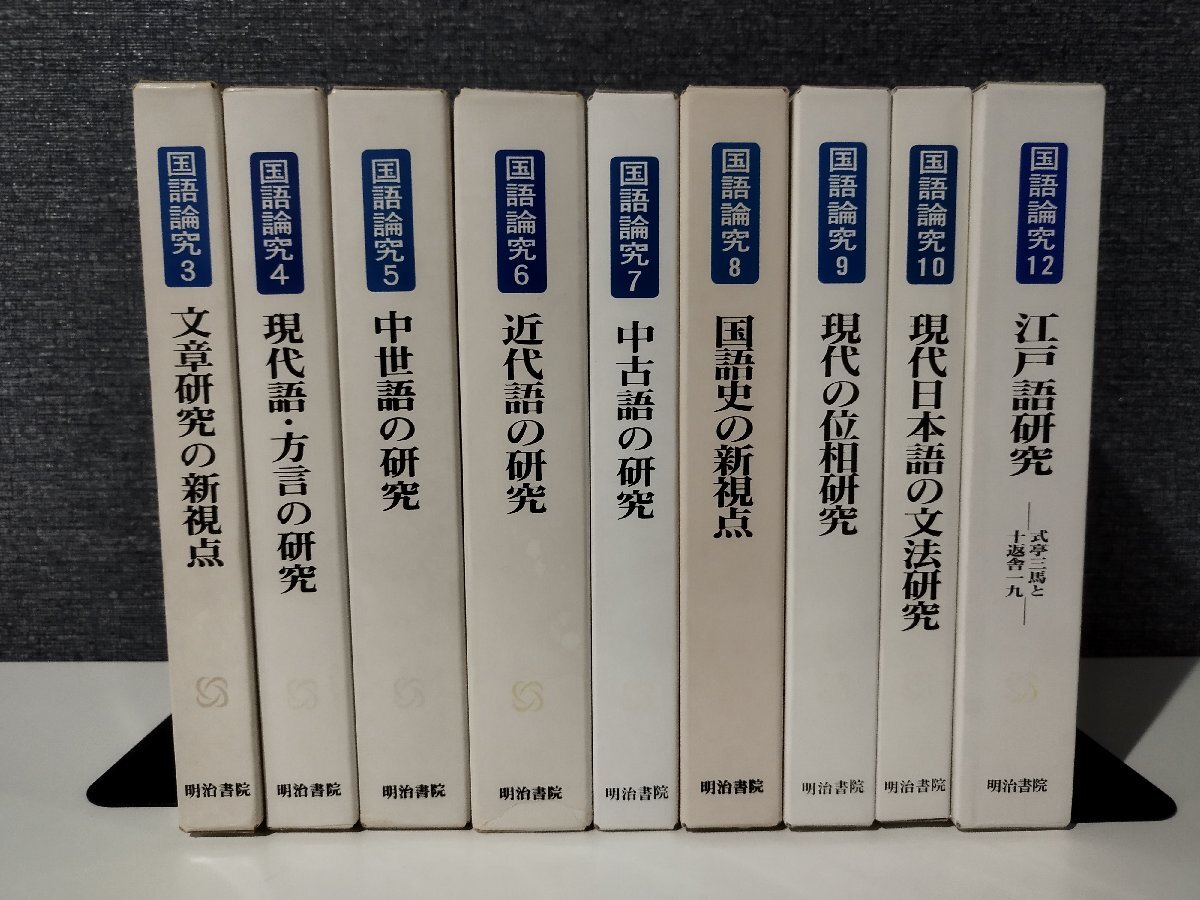 国語論究3
文章研究の新視点
明治書院
国語論究4
現代語・方言の研究
明治書院
国語論究5
中世語の研究
明治書院
国語論究6
近代語の研究
明治書院
国語論究7
中古語の研究
明治書院
国語論究8
国語史の新視点
明治書院
国語論究9
現代の位相研究
明治書院
国語論究10
現代日本語の文法研究
明治書院
国語論究12
江戸語研究
——式亭三馬と
十返舎一九——
明治書院